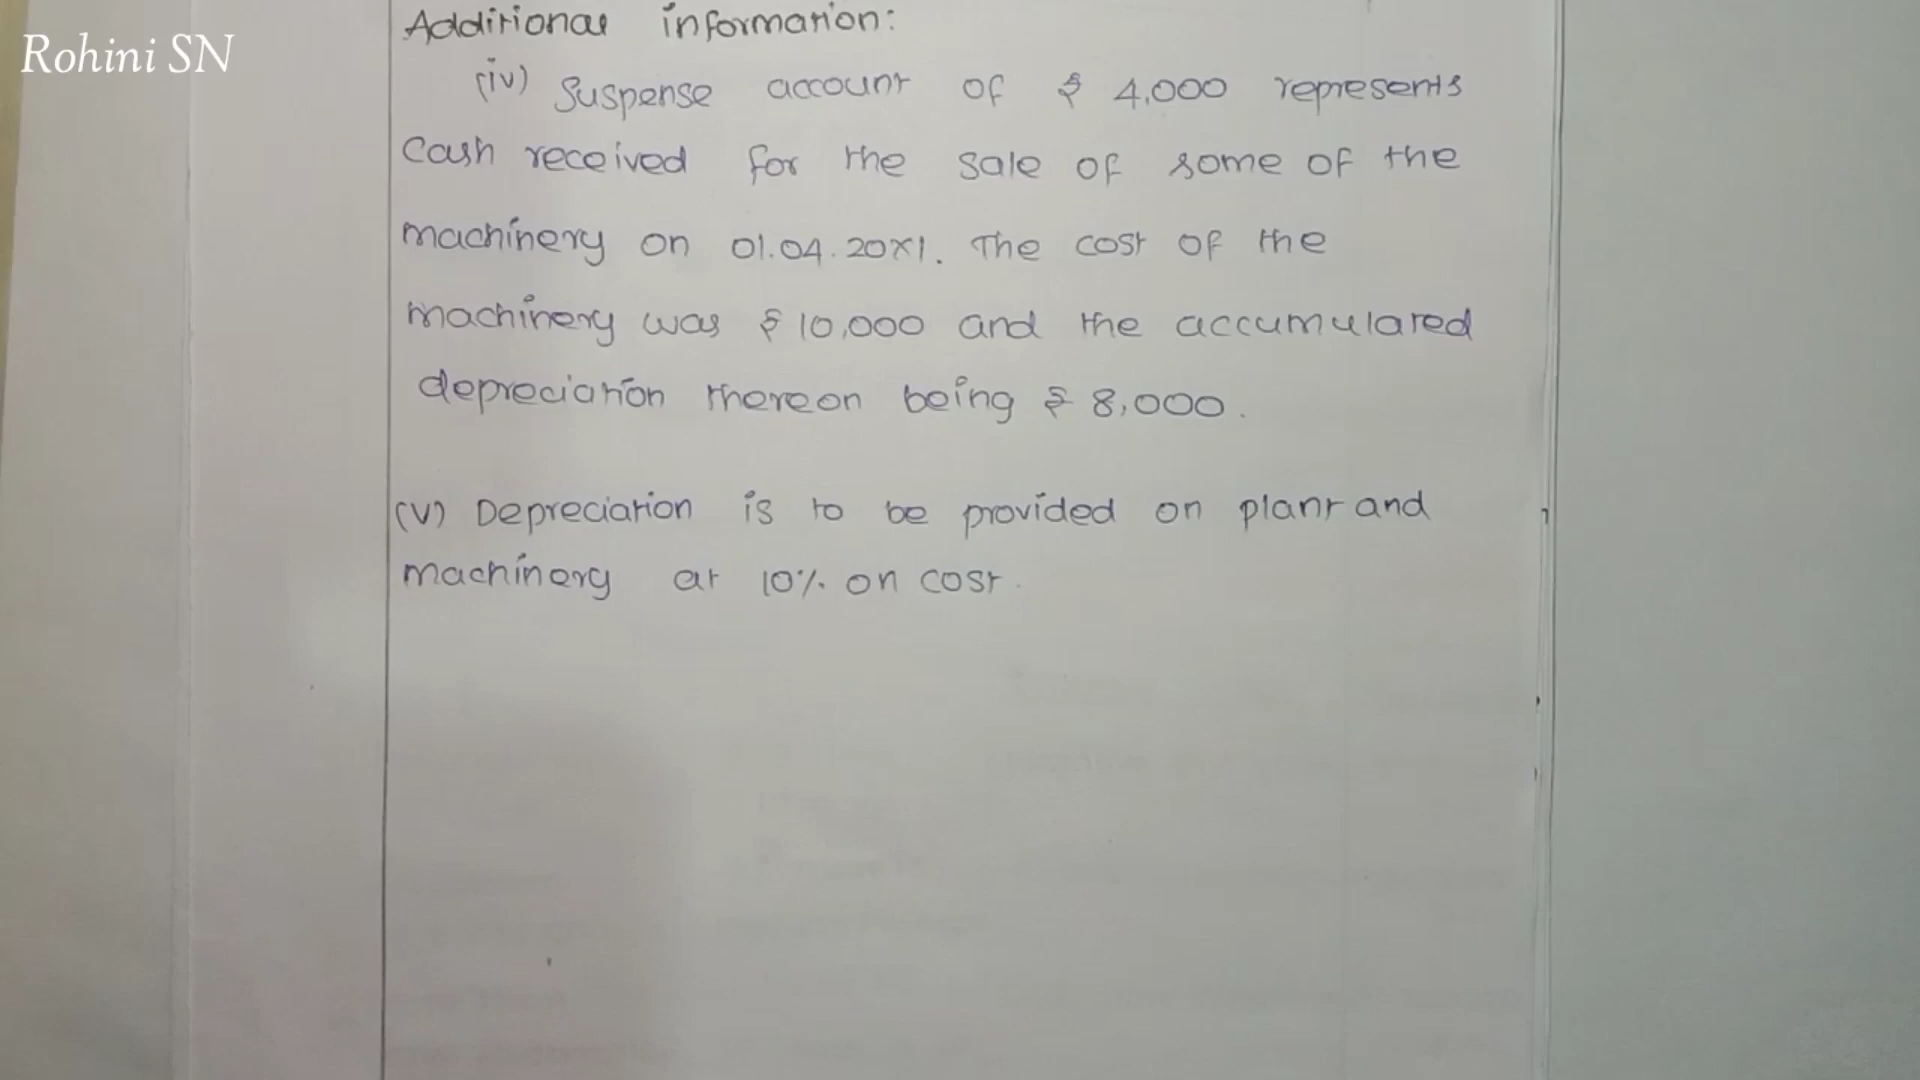 Rohini SN
Additional information:
(iv) Suspense account of ₹ 4,000 represents
Cash received for the sale of some of the
machinery on 01.04.20X1. The cost of the
machinery was ₹ 10,000 and the accumulated
depreciation thereon being ₹ 8,000.
(V) Depreciation is to be provided on plant and
machinery at 10% on cost.